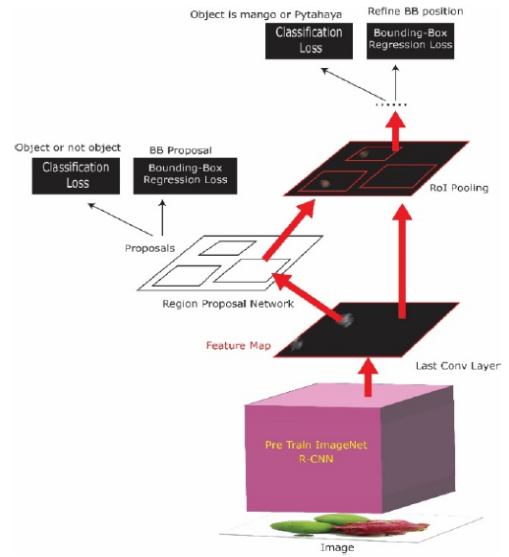 Object is mango or Pytahaya
Refine BB position
Classification
Loss
Bounding-Box
Regression Loss
Object or not object
BB Proposal
Classification
Loss
Bounding-Box
Regression Loss
RoI Pooling
Proposals
Region Proposal Network
Feature Map
Last Conv Layer
Pre Train ImageNet
R-CNN
Image